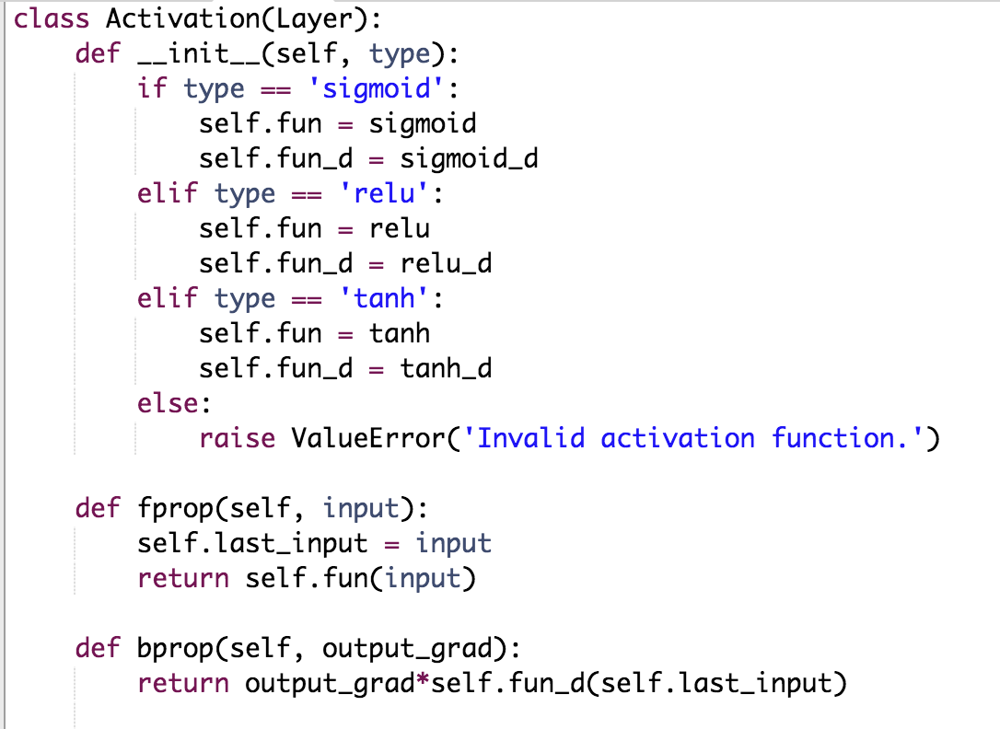 class Activation(Layer):
    def __init__(self, type):
        if type == 'sigmoid':
            self.fun = sigmoid
            self.fun_d = sigmoid_d
        elif type == 'relu':
            self.fun = relu
            self.fun_d = relu_d
        elif type == 'tanh':
            self.fun = tanh
            self.fun_d = tanh_d
        else:
            raise ValueError('Invalid activation function.')
    def fprop(self, input):
        self.last_input = input
        return self.fun(input)
    def bprop(self, output_grad):
        return output_grad*self.fun_d(self.last_input)